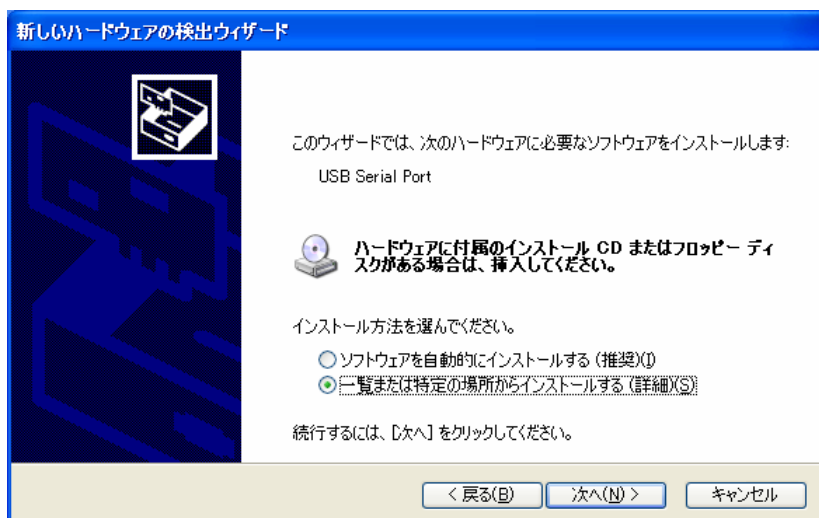 新しいハードウェアの検出ウィザード
このウィザードでは、次のハードウェアに必要なソフトウェアをインストールします:
USB Serial Port
ハードウェアに付属のインストール CD またはフロッピー ディ
スクがある場合は、挿入してください。
インストール方法を選んでください。
ソフトウェアを自動的にインストールする (推奨)(I)
一覧または特定の場所からインストールする (詳細)(S)
続行するには、[次へ] をクリックしてください。
< 戻る(B) 次へ(N) > キャンセル